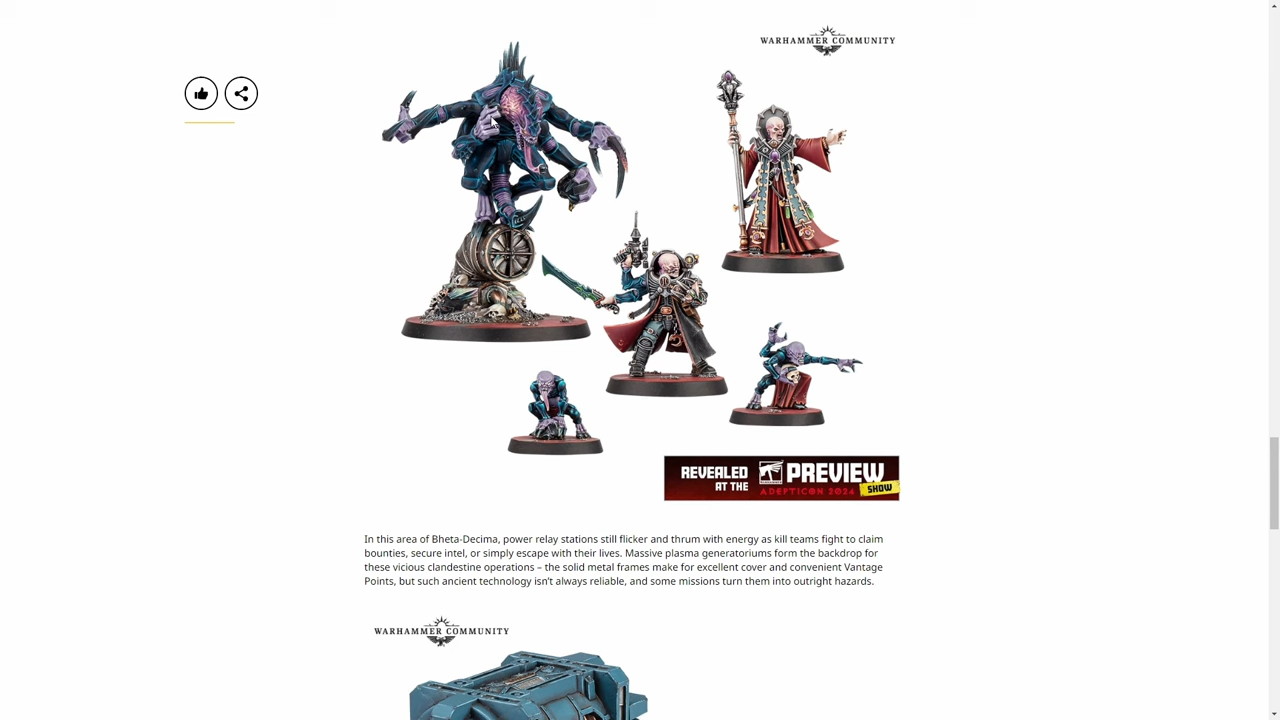 WARHAMMER COMMUNITY
REVEALED
AT THE
PREVIEW
ADEPTICON 2024
SHOW
In this area of Bheta-Decima, power relay stations still flicker and thrum with energy as kill teams fight to claim
bounties, secure intel, or simply escape with their lives. Massive plasma generatoriums form the backdrop for
these vicious clandestine operations – the solid metal frames make for excellent cover and convenient Vantage
Points, but such ancient technology isn't always reliable, and some missions turn them into outright hazards.
WARHAMMER COMMUNITY